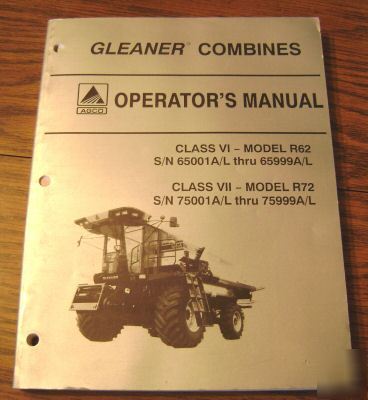 GLEANER® COMBINES
AGCO
OPERATOR'S MANUAL
CLASS VI - MODEL R62
S/N 65001A/L thru 65999A/L
CLASS VII - MODEL R72
S/N 75001A/L thru 75999A/L